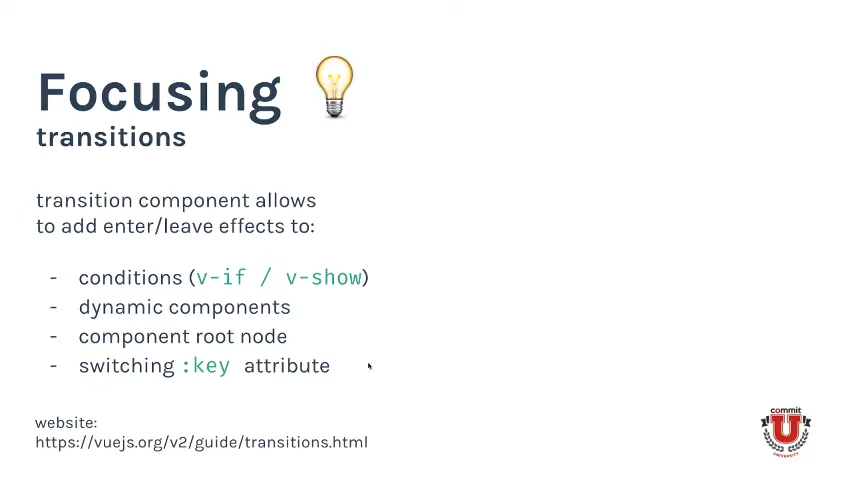 Focusing
transitions
transition component allows
to add enter/leave effects to:
- conditions (v-if / v-show)
- dynamic components
- component root node
- switching :key attribute
website:
https://vuejs.org/v2/guide/transitions.html
commit
U
UNIVERSITY